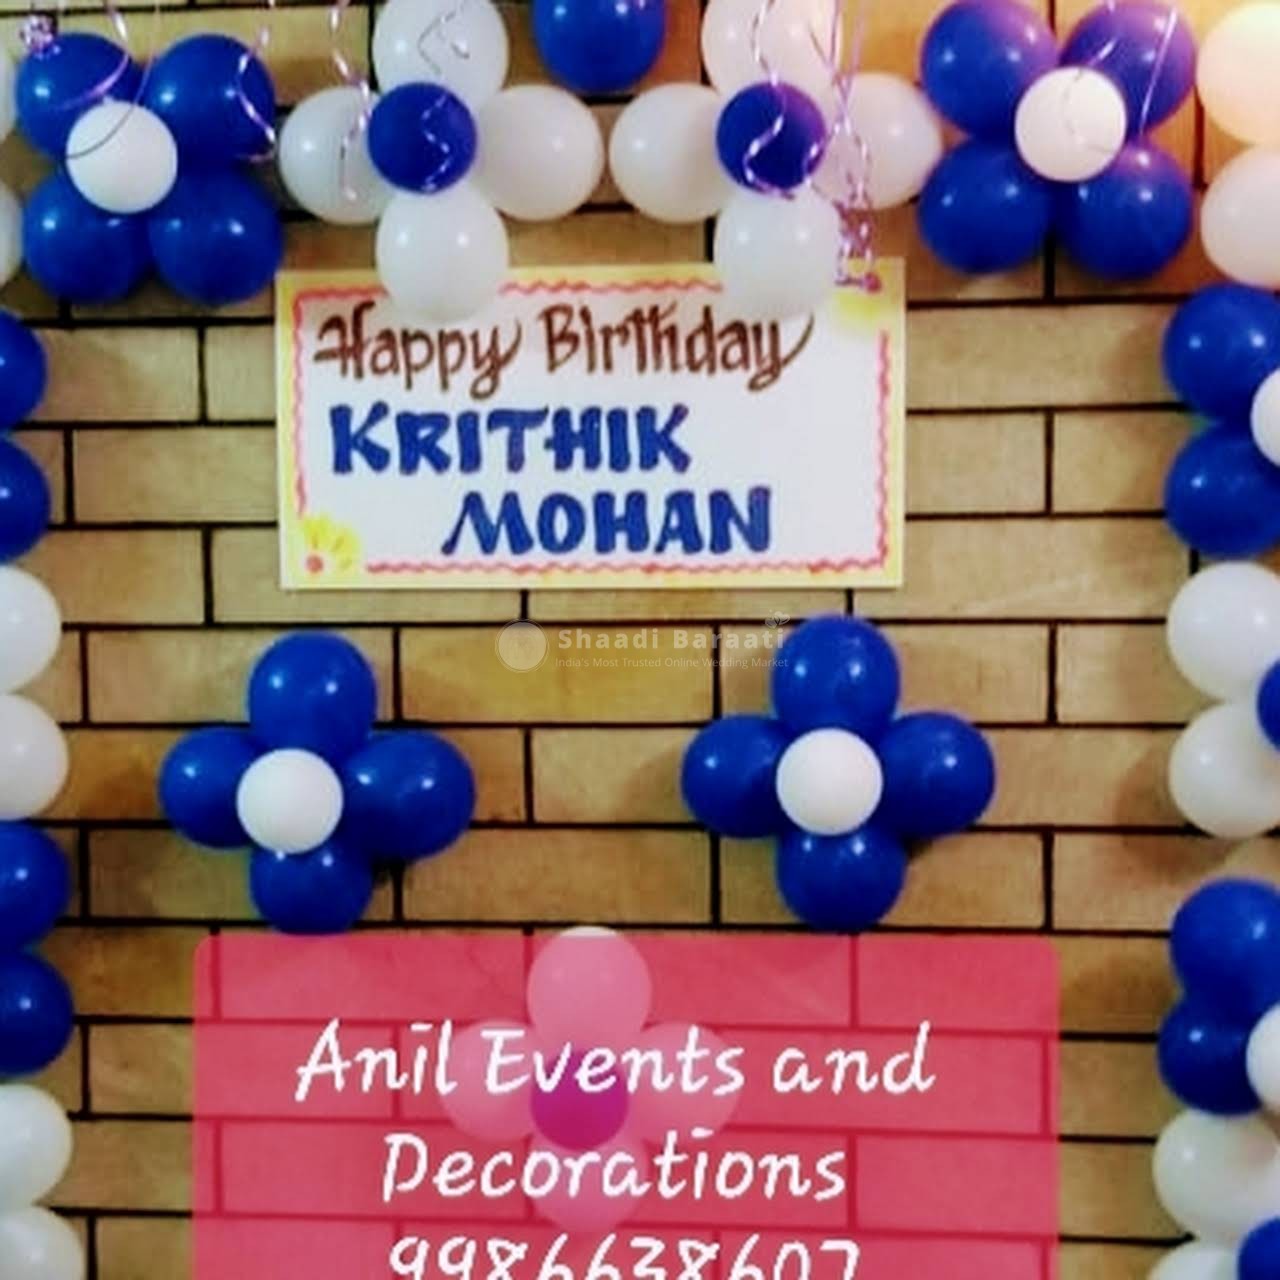 Happy Birthday
KRITHIK
MOHAN
Shaadi Baraati
India's Most Trusted Online Wedding Market
Anil Events and
Decorations
9986638607